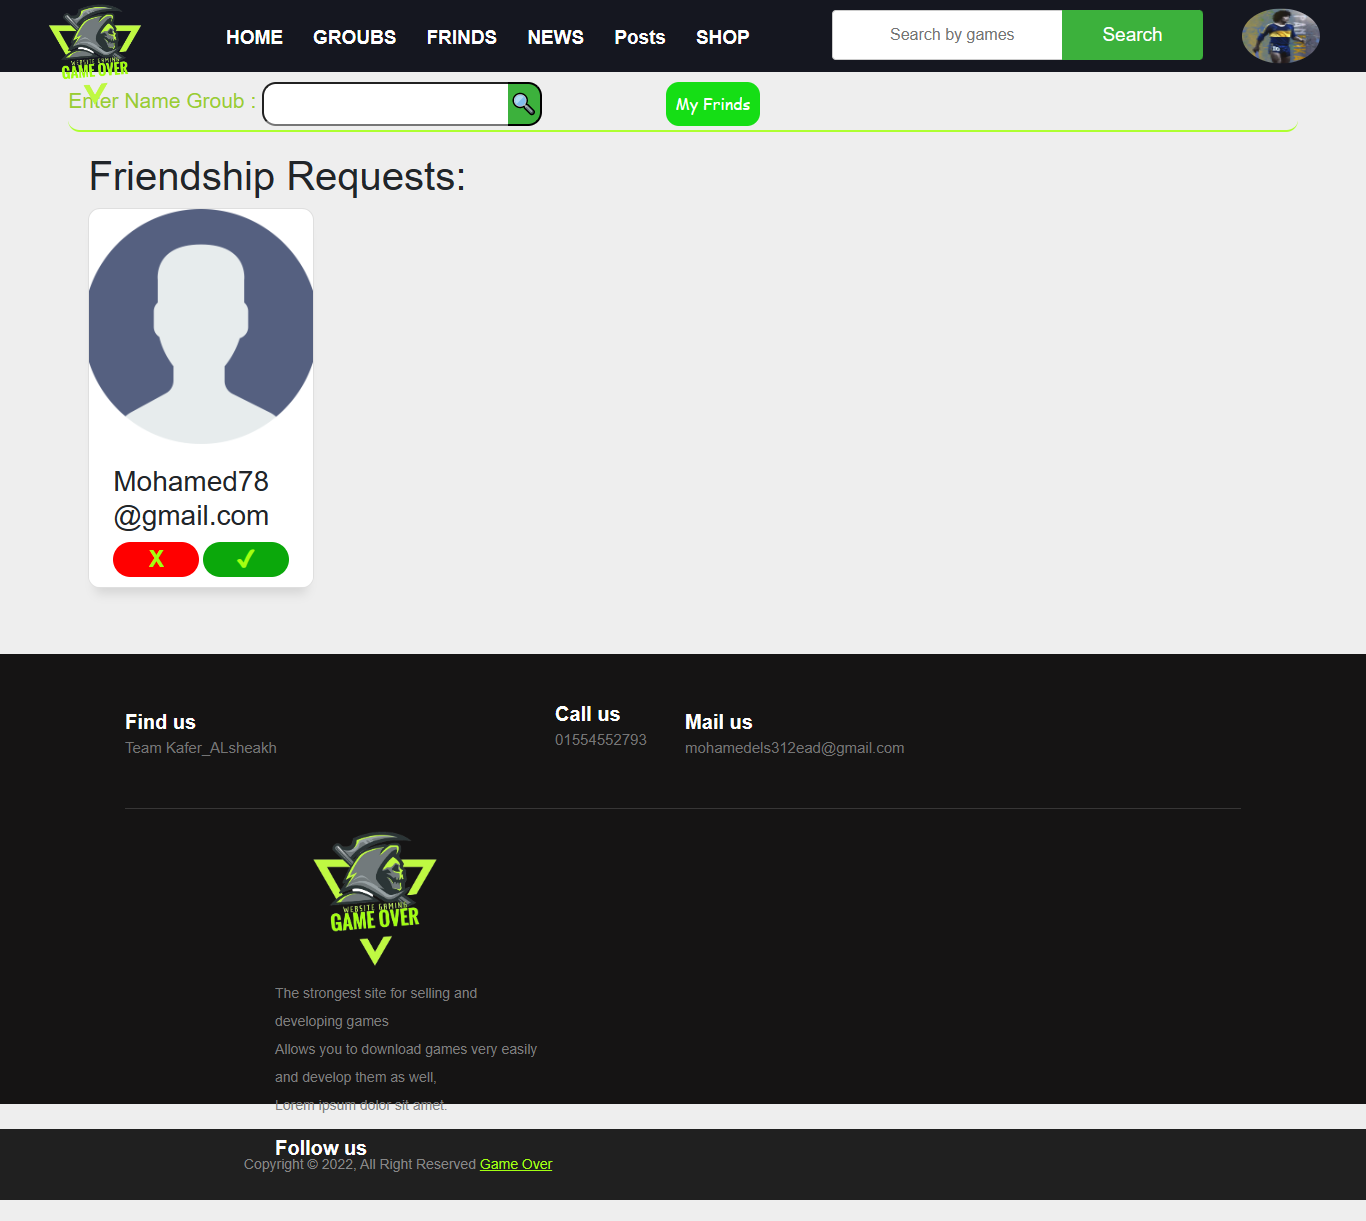 WEBSITE GAMING
GAME OVER
HOME GROUBS FRINDS NEWS Posts SHOP
Search by games Search
Enter Name Groub :
My Frinds
Friendship Requests:
Mohamed78
@gmail.com
X ✓
Find us
Team Kafer_ALsheakh
Call us
01554552793
Mail us
mohamedels312ead@gmail.com
WEBSITE GAMING
GAME OVER
The strongest site for selling and
developing games
Allows you to download games very easily
and develop them as well,
Lorem ipsum dolor sit amet.
Follow us
Copyright © 2022, All Right Reserved Game Over